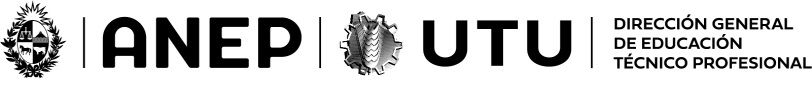 ANEP
UTU
DIRECCIÓN GENERAL
DE EDUCACIÓN
TÉCNICO PROFESIONAL